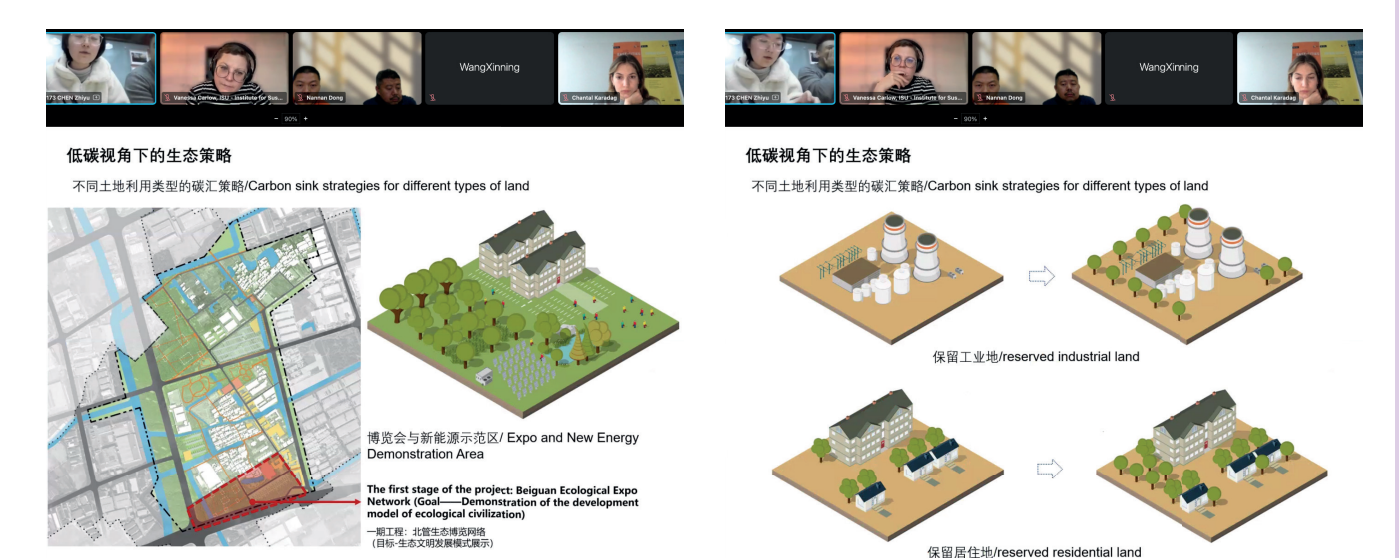 173 CHEN Zhiyu
Vanessa Carlow, ISU - Institute for Sus...
Nannan Dong
WangXinning
Chantal Karadag
− 90% +
低碳视角下的生态策略
不同土地利用类型的碳汇策略/Carbon sink strategies for different types of land
博览会与新能源示范区/ Expo and New Energy
Demonstration Area
The first stage of the project: Beiguan Ecological Expo
Network (Goal——Demonstration of the development
model of ecological civilization)
一期工程：北管生态博览网络
（目标-生态文明发展模式展示）
173 CHEN Zhiyu
Vanessa Carlow, ISU - Institute for Sus...
Nannan Dong
WangXinning
Chantal Karadag
− 90% +
低碳视角下的生态策略
不同土地利用类型的碳汇策略/Carbon sink strategies for different types of land
保留工业地/reserved industrial land
保留居住地/reserved residential land